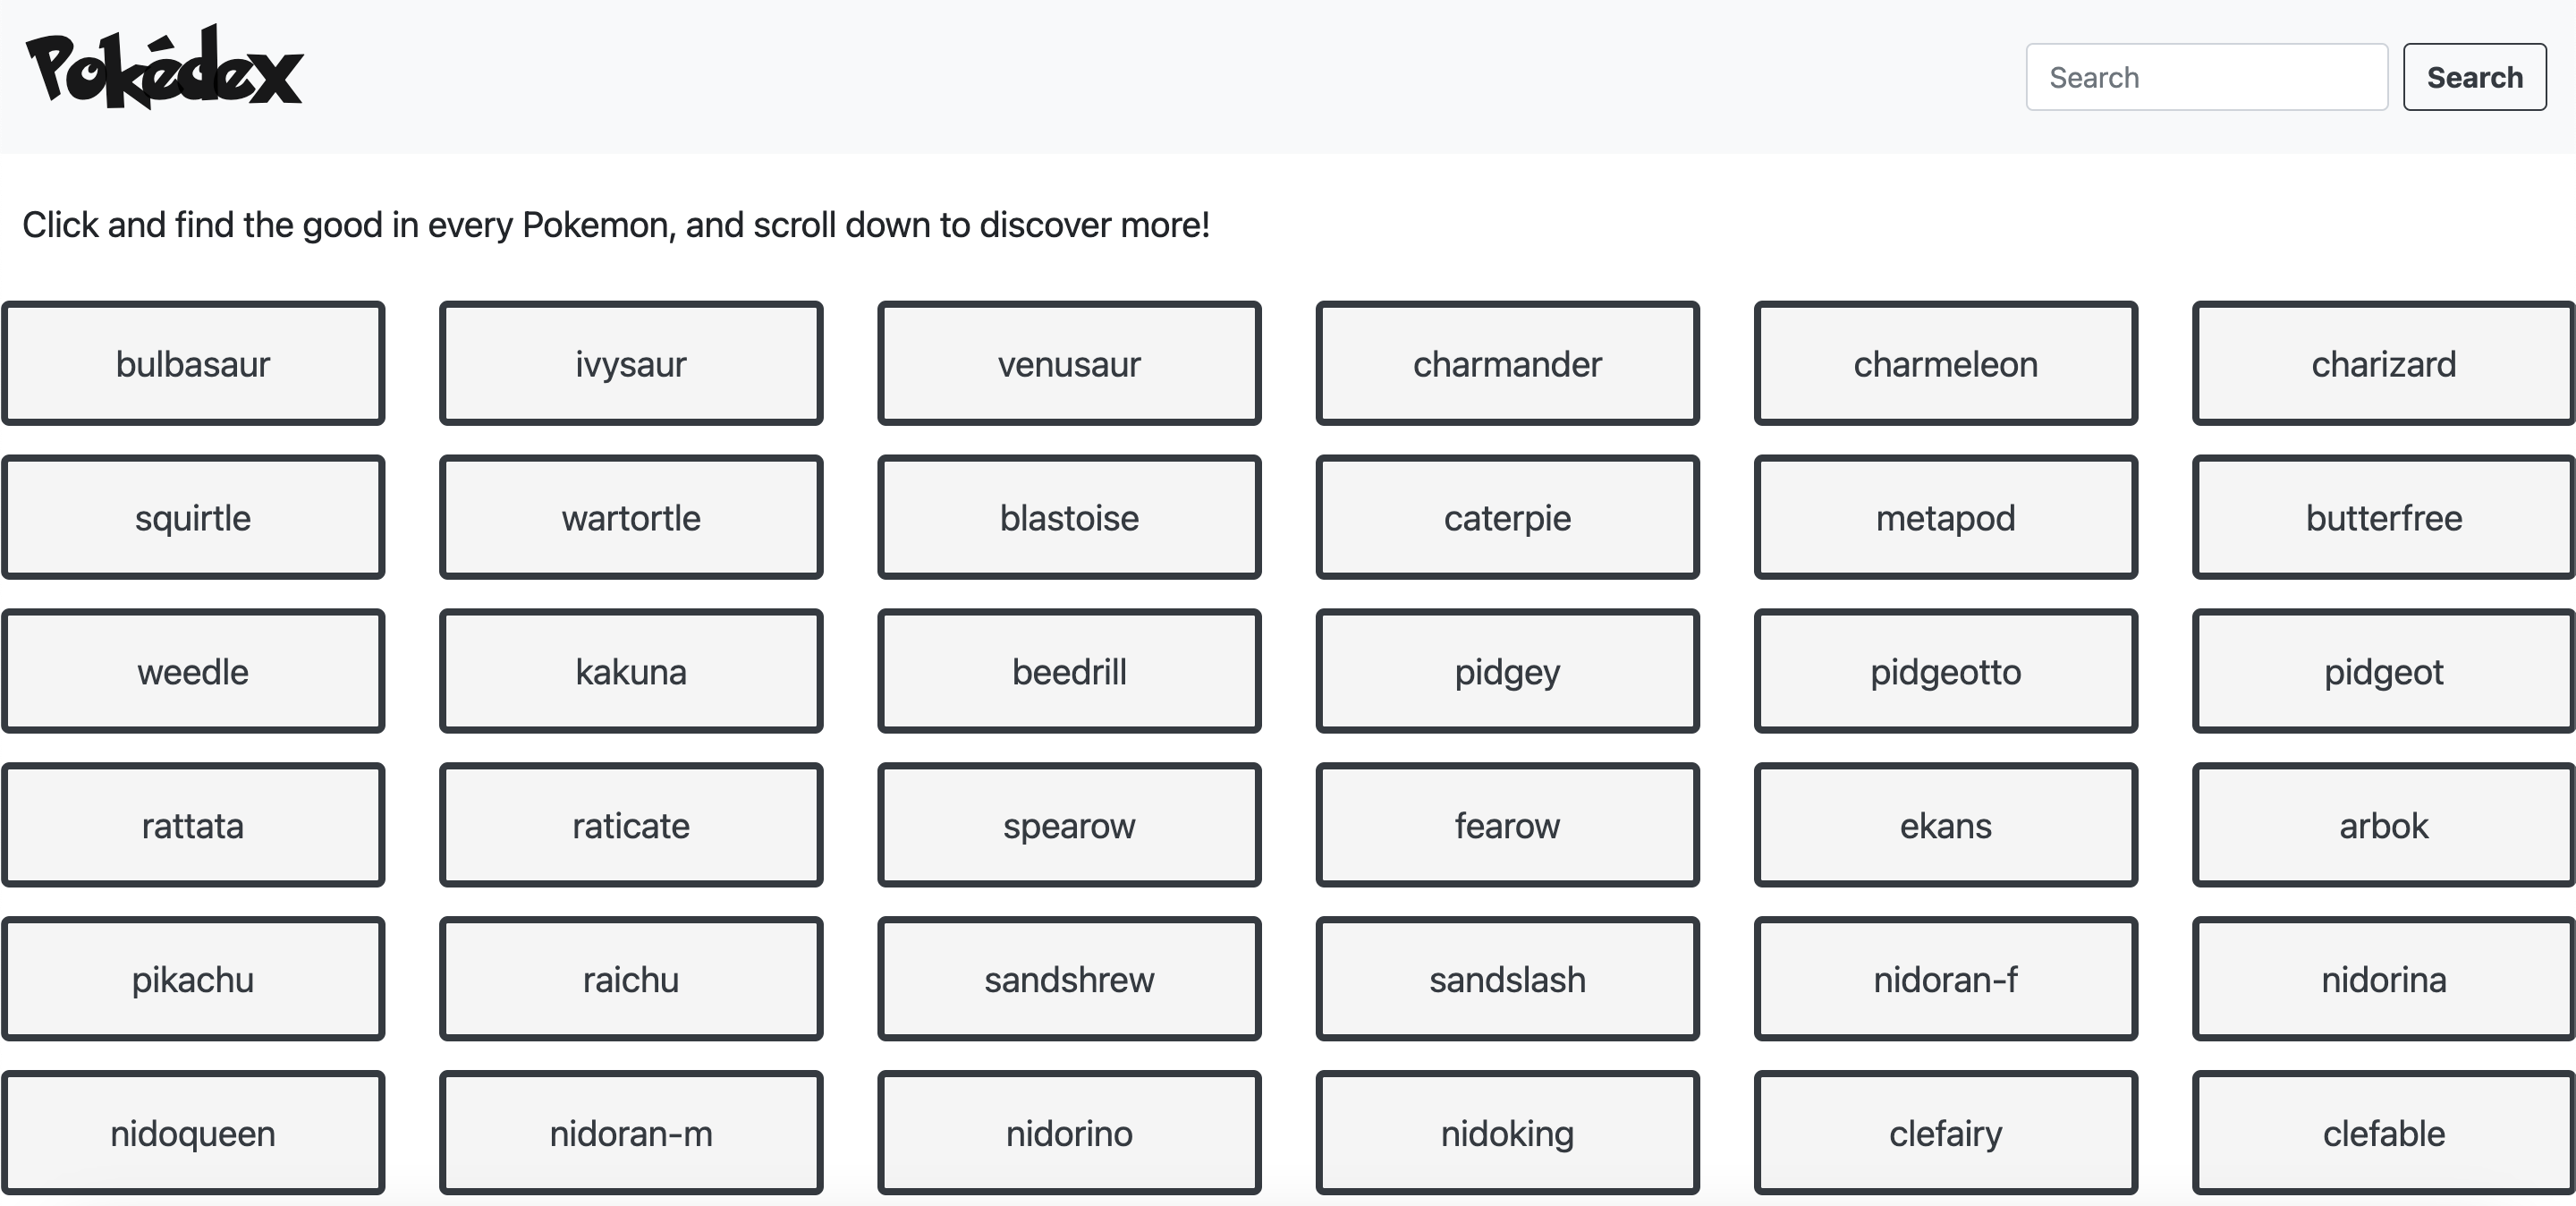 Pokédex
Search Search
Click and find the good in every Pokemon, and scroll down to discover more!
bulbasaur ivysaur venusaur charmander charmeleon charizard
squirtle wartortle blastoise caterpie metapod butterfree
weedle kakuna beedrill pidgey pidgeotto pidgeot
rattata raticate spearow fearow ekans arbok
pikachu raichu sandshrew sandslash nidoran-f nidorina
nidoqueen nidoran-m nidorino nidoking clefairy clefable